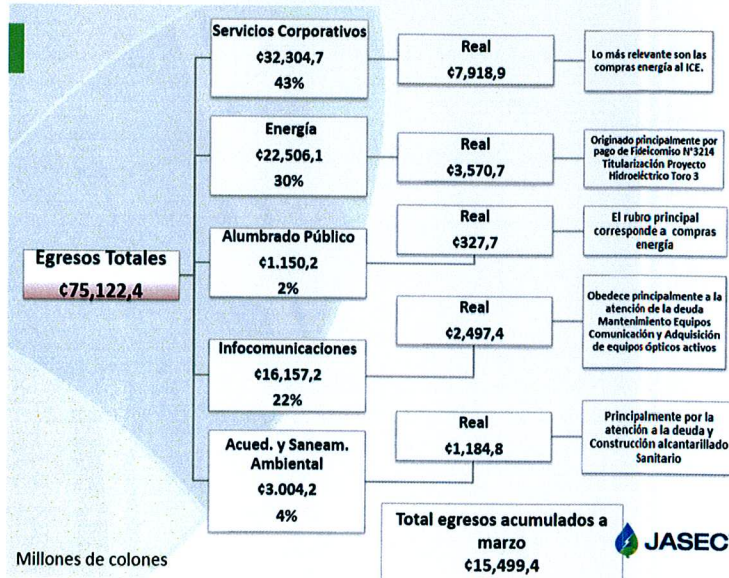 Egresos Totales
¢75,122,4
Servicios Corporativos
¢32,304,7
43%
Real
¢7,918,9
Lo más relevante son las
compras energía al ICE.
Energía
¢22,506,1
30%
Real
¢3,570,7
Originado principalmente por
pago de Fideicomiso N°3214
Titularización Proyecto
Hidroeléctrico Toro 3
Alumbrado Público
¢1.150,2
2%
Real
¢327,7
El rubro principal
corresponde a compras
energía
Infocomunicaciones
¢16,157,2
22%
Real
¢2,497,4
Obedece principalmente a la
atención de la deuda
Mantenimiento Equipos
Comunicación y Adquisición
de equipos ópticos activos
Acued. y Saneam.
Ambiental
¢3.004,2
4%
Real
¢1,184,8
Principalmente por la
atención a la deuda y
Construcción alcantarillado
Sanitario
Total egresos acumulados a
marzo
¢15,499,4
JASEC
Millones de colones